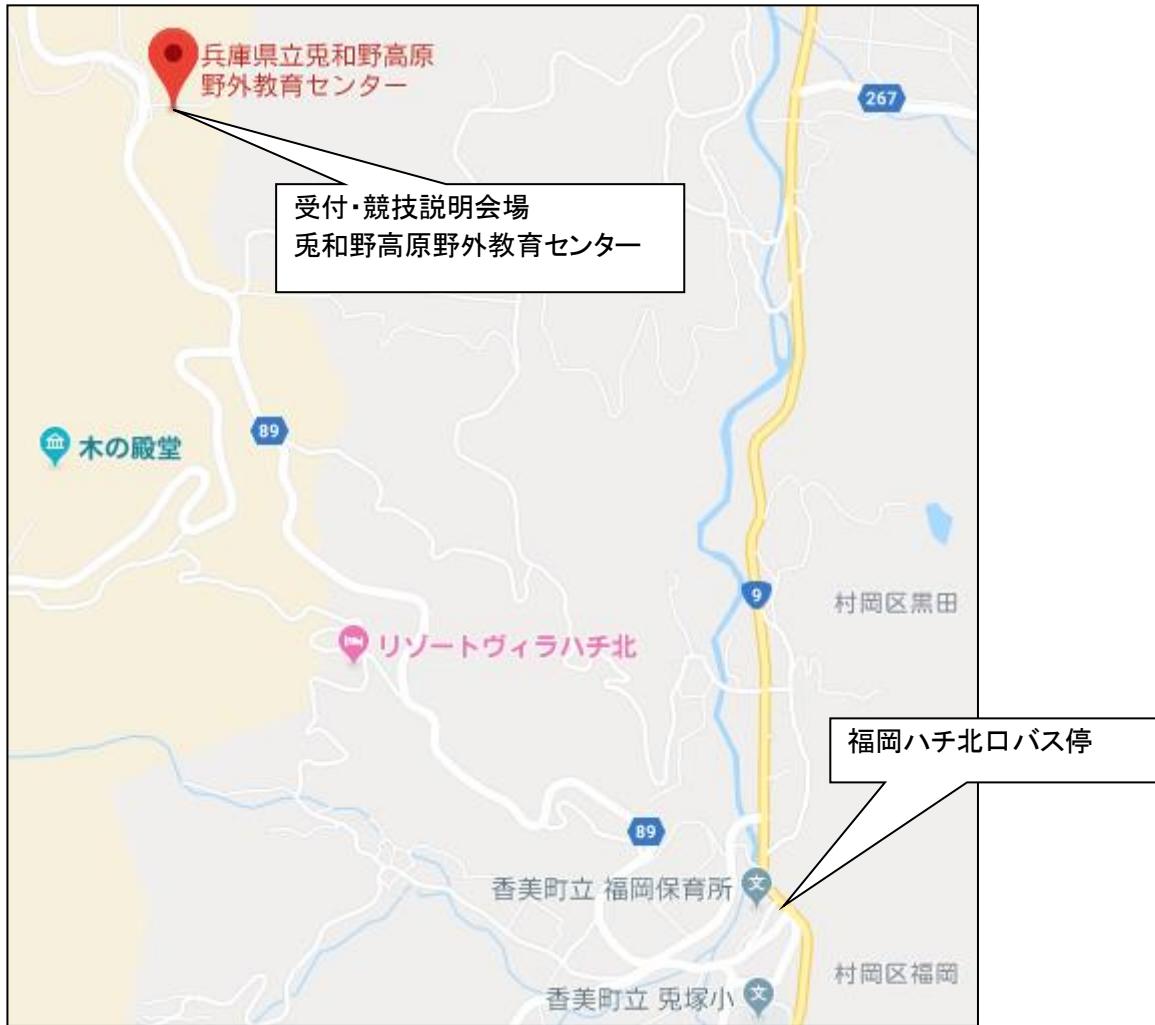 兵庫県立兎和野高原
野外教育センター
267
受付・競技説明会場
兎和野高原野外教育センター
89
木の殿堂
9
村岡区黒田
リゾートヴィラハチ北
福岡ハチ北口バス停
89
香美町立 福岡保育所
文
村岡区福岡
香美町立 兎塚小
文